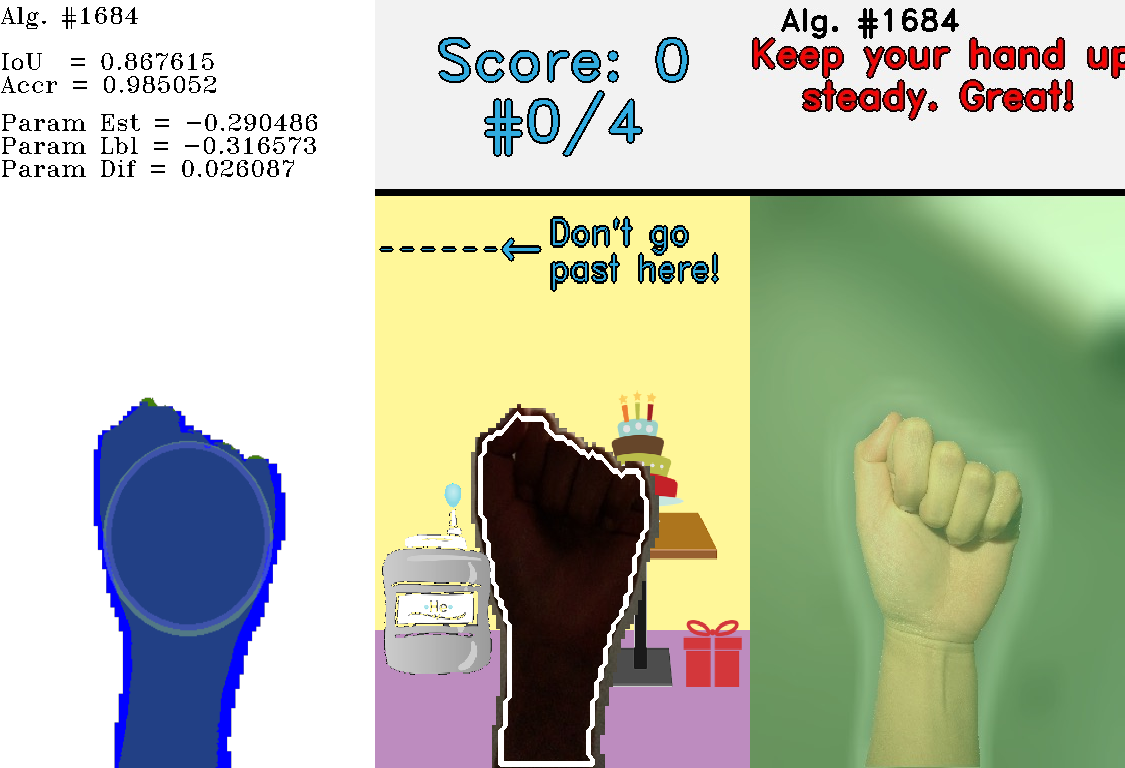 Alg. #1684
IoU = 0.867615
Accr = 0.985052
Param Est = −0.290486
Param Lbl = −0.316573
Param Dif = 0.026087
Score: 0
#0/4
Don't go
past here!
Alg. #1684
Keep your hand up
steady. Great!